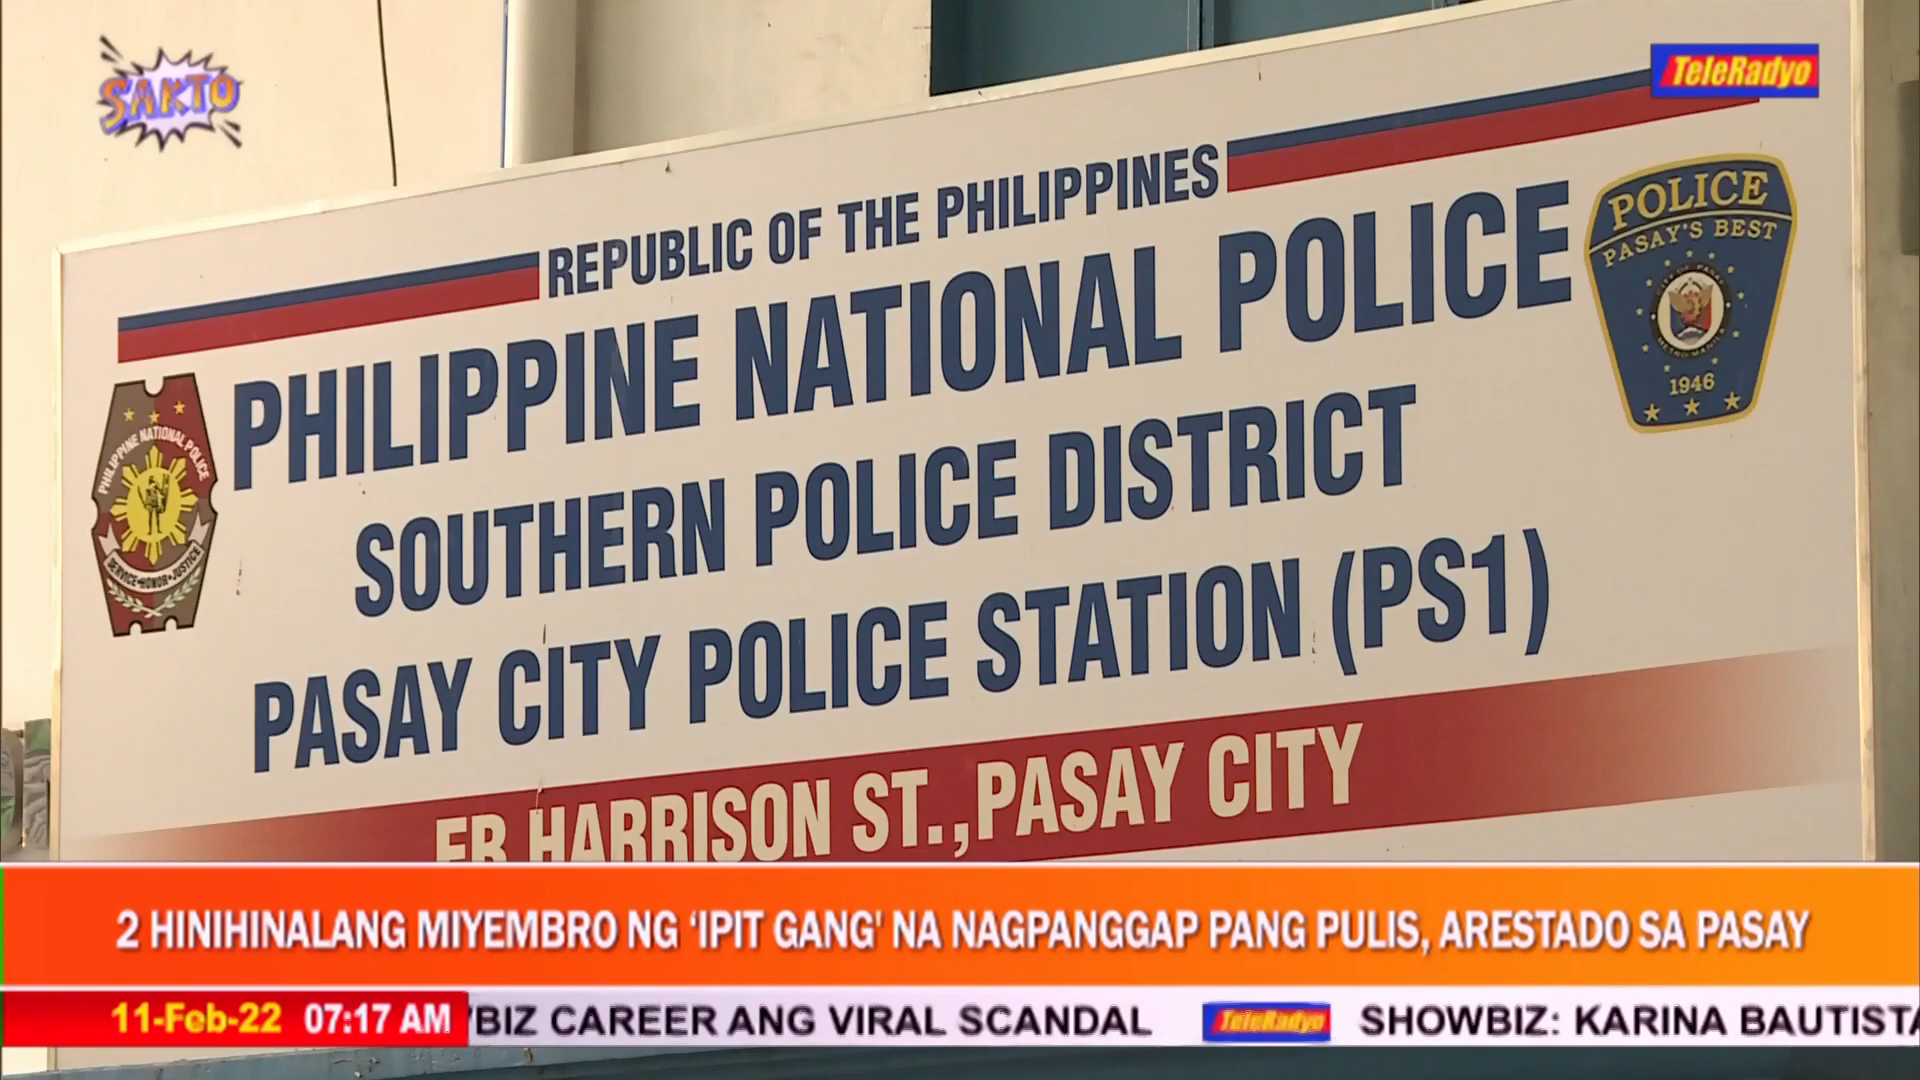 SAKTO
TeleRadyo
REPUBLIC OF THE PHILIPPINES
PHILIPPINE NATIONAL POLICE
SOUTHERN POLICE DISTRICT
PASAY CITY POLICE STATION (PS1)
FB HARRISON ST., PASAY CITY
POLICE
PASAY'S BEST
1946
PHILIPPINE NATIONAL POLICE
SERVICE•HONOR•JUSTICE
2 HINIHINALANG MIYEMBRO NG ‘IPIT GANG' NA NAGPANGGAP PANG PULIS, ARESTADO SA PASAY
11-Feb-22 07:17 AM 'BIZ CAREER ANG VIRAL SCANDAL TeleRadyo SHOWBIZ: KARINA BAUTISTA